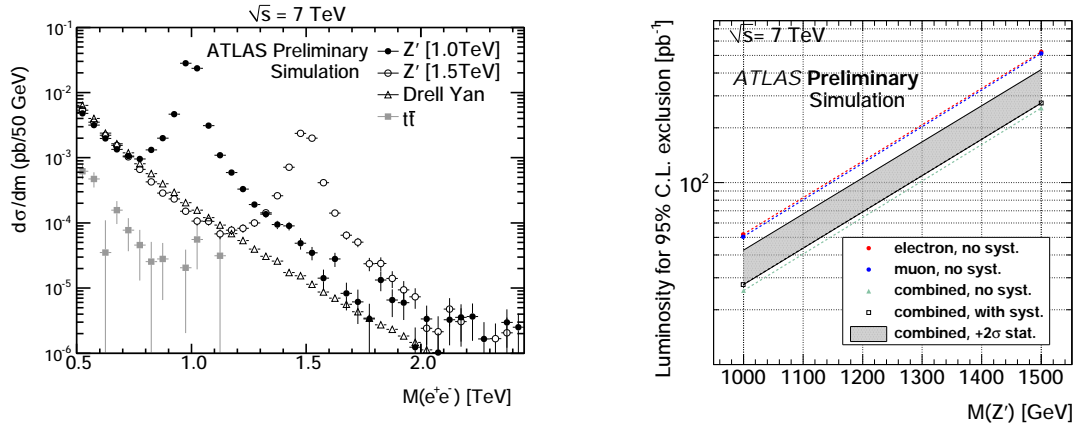 √s = 7 TeV
ATLAS Preliminary
Simulation
Z′ [1.0TeV]
Z′ [1.5TeV]
Drell Yan
tt̄
dσ/dm (pb/50 GeV)
10⁻¹
10⁻²
10⁻³
10⁻⁴
10⁻⁵
10⁻⁶
0.5 1.0 1.5 2.0
M(e⁺e⁻) [TeV]
√s= 7 TeV
ATLAS Preliminary
Simulation
Luminosity for 95% C.L. exclusion [pb⁻¹]
10²
electron, no syst.
muon, no syst.
combined, no syst.
combined, with syst.
combined, +2σ stat.
1000 1100 1200 1300 1400 1500
M(Z′) [GeV]